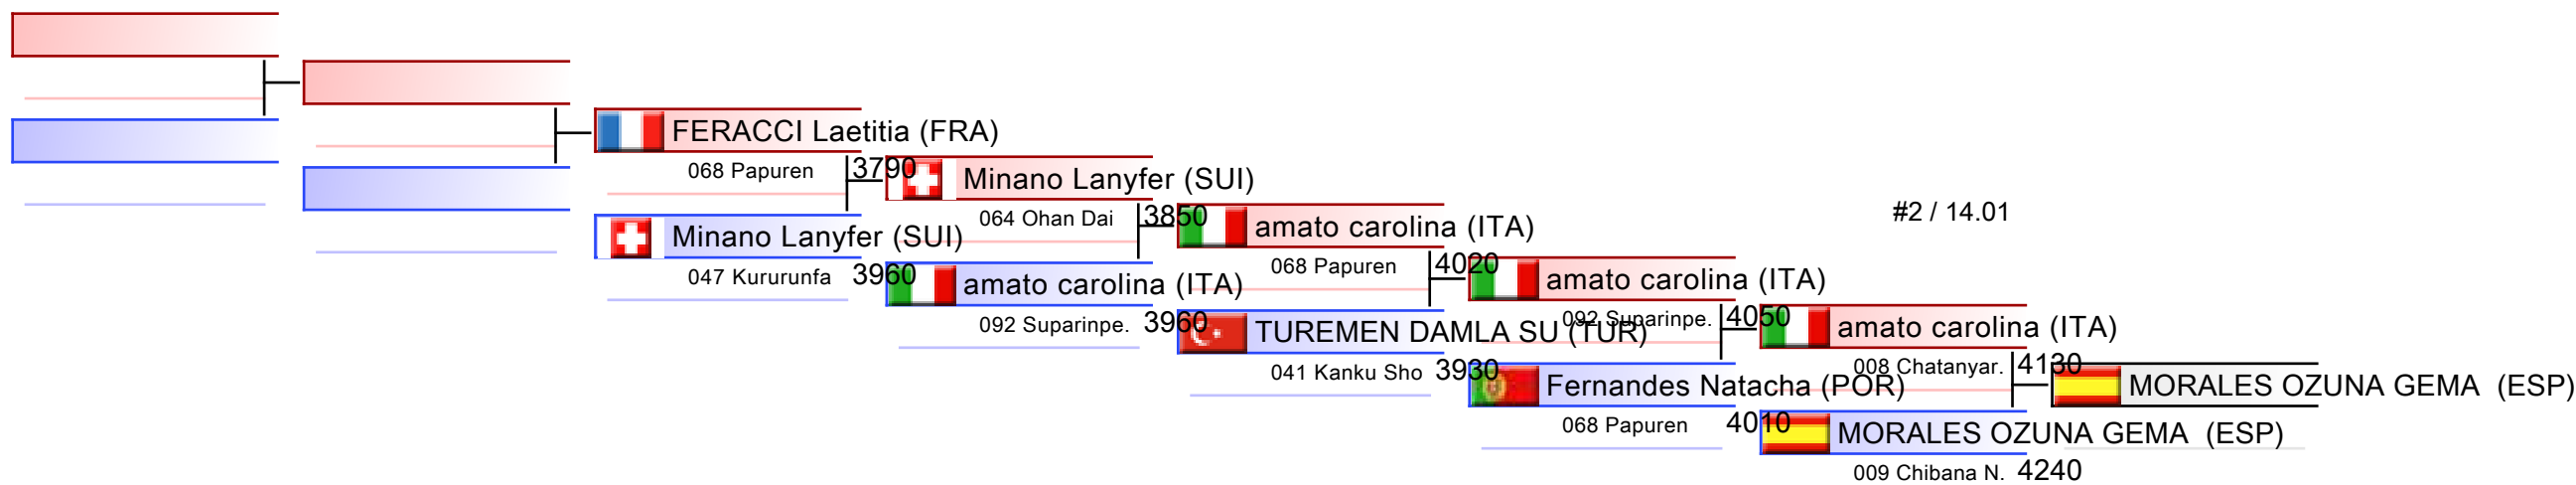 FERACCI Laetitia (FRA)
068 Papuren 3790
Minano Lanyfer (SUI)
047 Kururunfa 3960
Minano Lanyfer (SUI)
064 Ohan Dai 3850
amato carolina (ITA)
092 Suparinpe. 3960
amato carolina (ITA)
068 Papuren 4020
TUREMEN DAMLA SU (TUR)
041 Kanku Sho 3930
amato carolina (ITA)
092 Suparinpe. 4050
Fernandes Natacha (POR)
068 Papuren 4010
#2 / 14.01
amato carolina (ITA)
008 Chatanyar. 4130
MORALES OZUNA GEMA (ESP)
009 Chibana N. 4240
MORALES OZUNA GEMA (ESP)